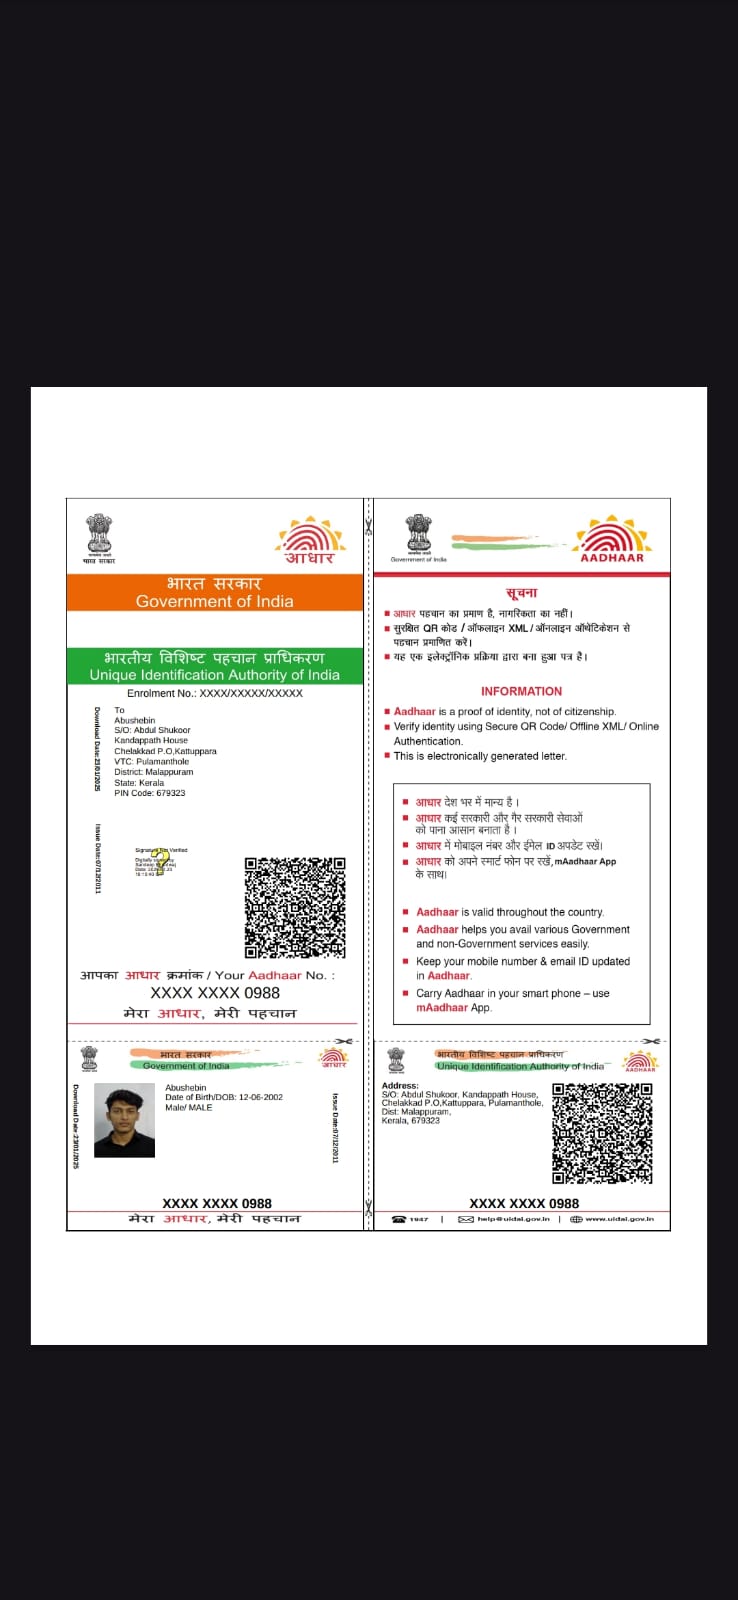 भारत सरकार
आधार
भारत सरकार
Government of India
भारतीय विशिष्ट पहचान प्राधिकरण
Unique Identification Authority of India
Enrolment No.: XXXX/XXXXX/XXXXX
Download Date: 23/01/2025
To
Abushebin
S/O: Abdul Shukoor
Kandappath House
Chelakkad P.O,Kattuppara
VTC: Pulamanthole
District: Malappuram
State: Kerala
PIN Code: 679323
Issue Date:07/12/2011
Signature Not Verified
आपका आधार क्रमांक / Your Aadhaar No. :
XXXX XXXX 0988
मेरा आधार, मेरी पहचान
Government of India
AADHAAR
सूचना
आधार पहचान का प्रमाण है, नागरिकता का नहीं।
सुरक्षित QR कोड / ऑफलाइन XML / ऑनलाइन ऑथेंटिकेशन से
पहचान प्रमाणित करें।
यह एक इलेक्ट्रॉनिक प्रक्रिया द्वारा बना हुआ पत्र है।
INFORMATION
Aadhaar is a proof of identity, not of citizenship.
Verify identity using Secure QR Code/ Offline XML/ Online
Authentication.
This is electronically generated letter.
आधार देश भर में मान्य है ।
आधार कई सरकारी और गैर सरकारी सेवाओं
को पाना आसान बनाता है ।
आधार में मोबाइल नंबर और ईमेल ID अपडेट रखें।
आधार को अपने स्मार्ट फोन पर रखें, mAadhaar App
के साथ।
Aadhaar is valid throughout the country.
Aadhaar helps you avail various Government
and non-Government services easily.
Keep your mobile number & email ID updated
in Aadhaar.
Carry Aadhaar in your smart phone – use
mAadhaar App.
भारत सरकार
Government of India
आधार
Download Date: 23/01/2025
Abushebin
Date of Birth/DOB: 12-06-2002
Male/ MALE
Issue Date:07/12/2011
XXXX XXXX 0988
मेरा आधार, मेरी पहचान
भारतीय विशिष्ट पहचान प्राधिकरण
Unique Identification Authority of India
AADHAAR
Address:
S/O: Abdul Shukoor, Kandappath House,
Chelakkad P.O,Kattuppara, Pulamanthole,
Dist: Malappuram,
Kerala, 679323
XXXX XXXX 0988
1947 | help@uidai.gov.in | www.uidai.gov.in